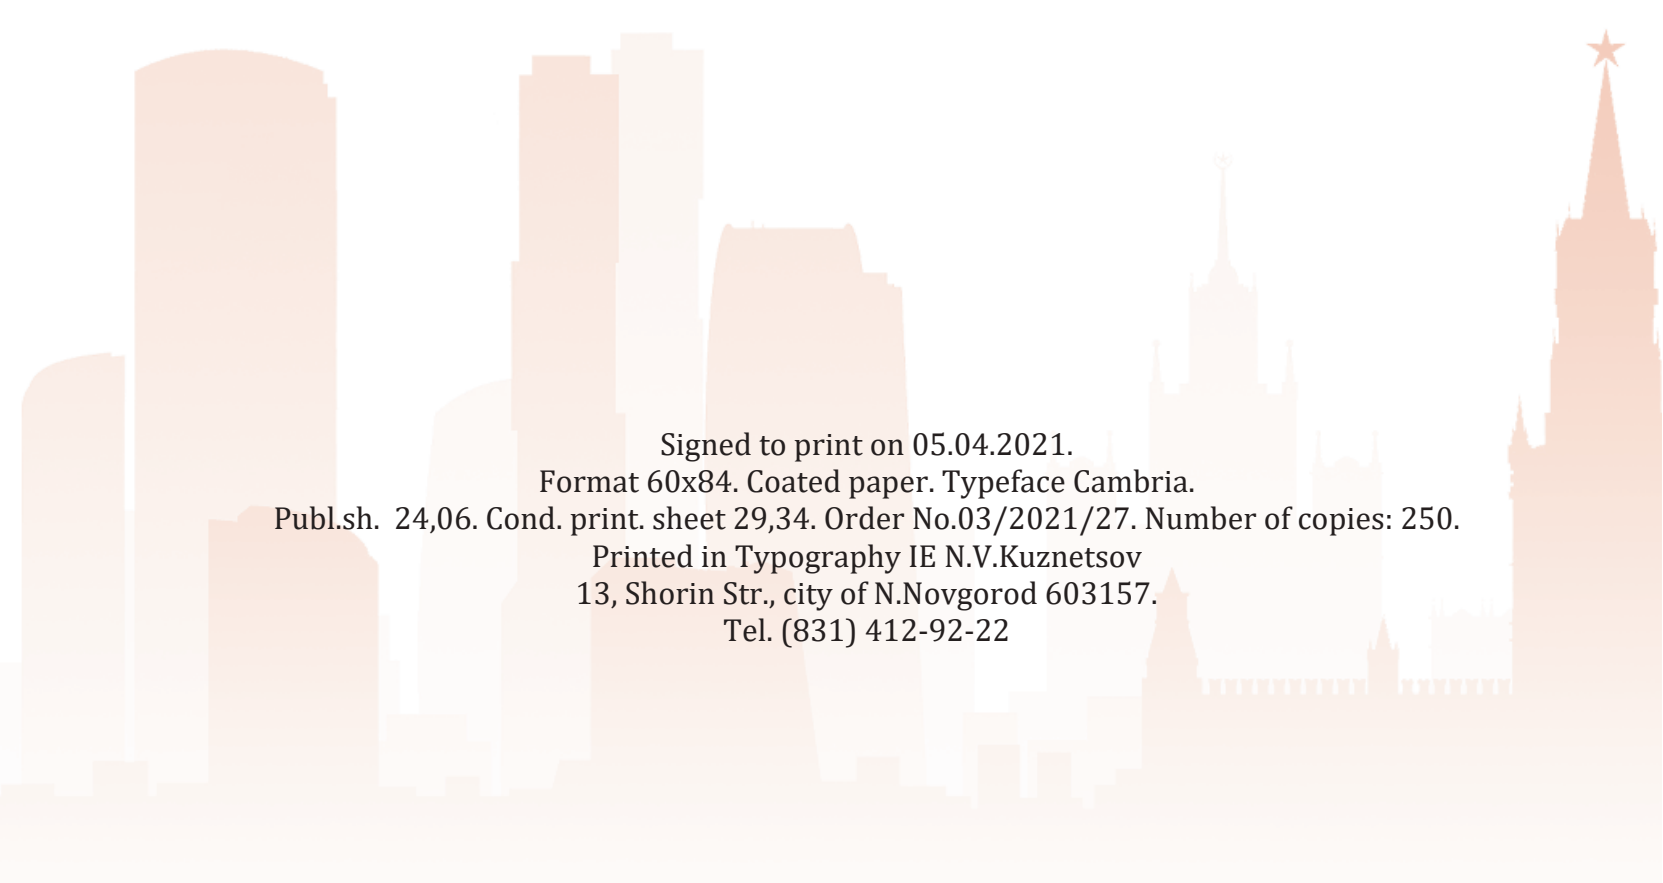 Signed to print on 05.04.2021.
Format 60x84. Coated paper. Typeface Cambria.
Publ.sh.  24,06. Cond. print. sheet 29,34. Order No.03/2021/27. Number of copies: 250.
Printed in Typography IE N.V.Kuznetsov
13, Shorin Str., city of N.Novgorod 603157.
Tel. (831) 412-92-22